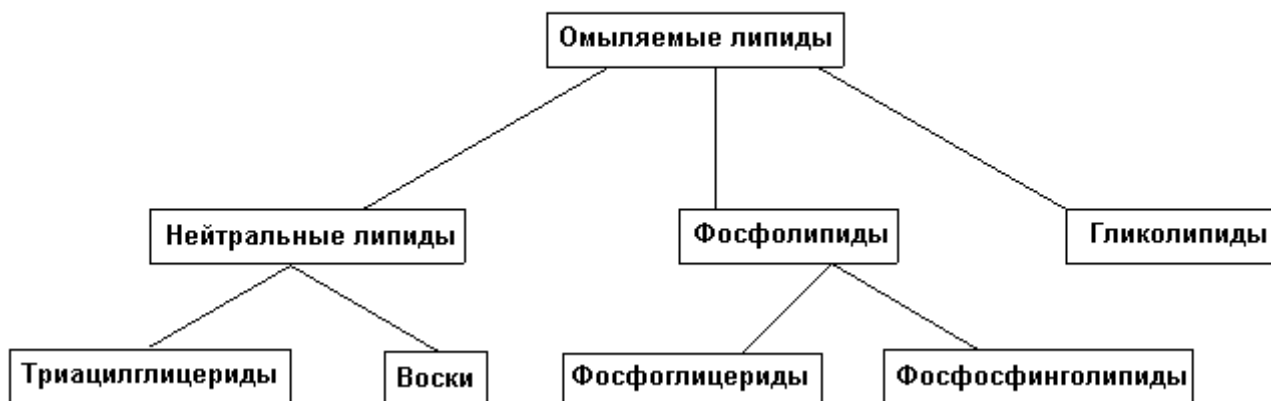 Омыляемые липиды
Нейтральные липиды
Фосфолипиды
Гликолипиды
Триацилглицериды
Воски
Фосфоглицериды
Фосфосфинголипиды